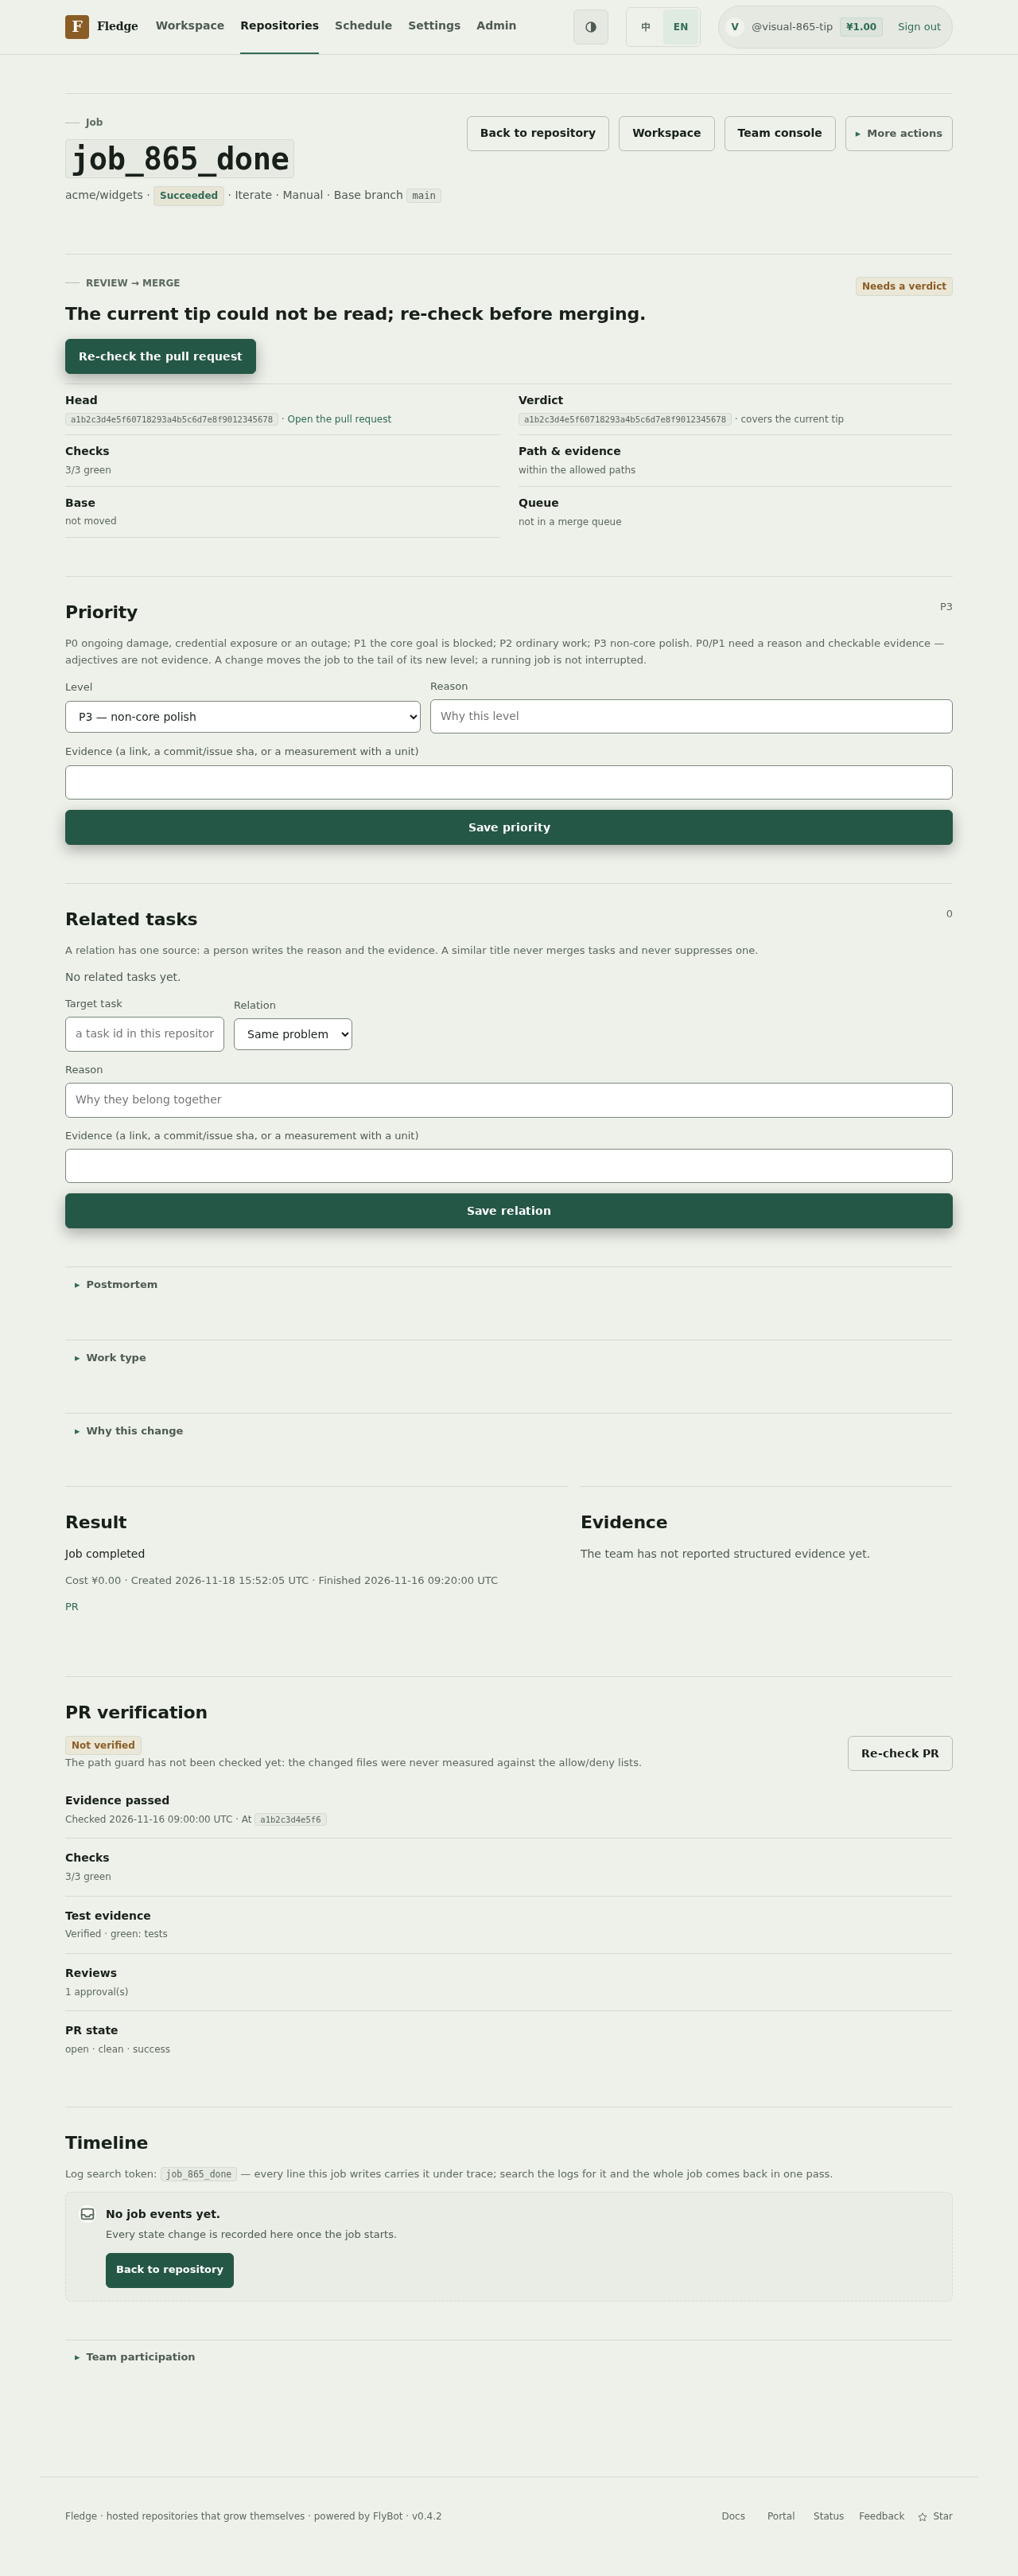 F Fledge Workspace Repositories Schedule Settings Admin 中 EN V @visual-865-tip ¥1.00 Sign out
Job
job_865_done
Back to repository Workspace Team console ▸ More actions
acme/widgets · Succeeded · Iterate · Manual · Base branch main
REVIEW → MERGE
Needs a verdict
The current tip could not be read; re-check before merging.
Re-check the pull request
Head
a1b2c3d4e5f60718293a4b5c6d7e8f9012345678 · Open the pull request
Verdict
a1b2c3d4e5f60718293a4b5c6d7e8f9012345678 · covers the current tip
Checks
3/3 green
Path & evidence
within the allowed paths
Base
not moved
Queue
not in a merge queue
Priority
P3
P0 ongoing damage, credential exposure or an outage; P1 the core goal is blocked; P2 ordinary work; P3 non-core polish. P0/P1 need a reason and checkable evidence —
adjectives are not evidence. A change moves the job to the tail of its new level; a running job is not interrupted.
Level
P3 — non-core polish
Reason
Why this level
Evidence (a link, a commit/issue sha, or a measurement with a unit)
Save priority
Related tasks
0
A relation has one source: a person writes the reason and the evidence. A similar title never merges tasks and never suppresses one.
No related tasks yet.
Target task
a task id in this repositor
Relation
Same problem
Reason
Why they belong together
Evidence (a link, a commit/issue sha, or a measurement with a unit)
Save relation
▸ Postmortem
▸ Work type
▸ Why this change
Result
Job completed
Cost ¥0.00 · Created 2026-11-18 15:52:05 UTC · Finished 2026-11-16 09:20:00 UTC
PR
Evidence
The team has not reported structured evidence yet.
PR verification
Not verified
The path guard has not been checked yet: the changed files were never measured against the allow/deny lists.
Re-check PR
Evidence passed
Checked 2026-11-16 09:00:00 UTC · At a1b2c3d4e5f6
Checks
3/3 green
Test evidence
Verified · green: tests
Reviews
1 approval(s)
PR state
open · clean · success
Timeline
Log search token: job_865_done — every line this job writes carries it under trace; search the logs for it and the whole job comes back in one pass.
No job events yet.
Every state change is recorded here once the job starts.
Back to repository
▸ Team participation
Fledge · hosted repositories that grow themselves · powered by FlyBot · v0.4.2
Docs Portal Status Feedback Star